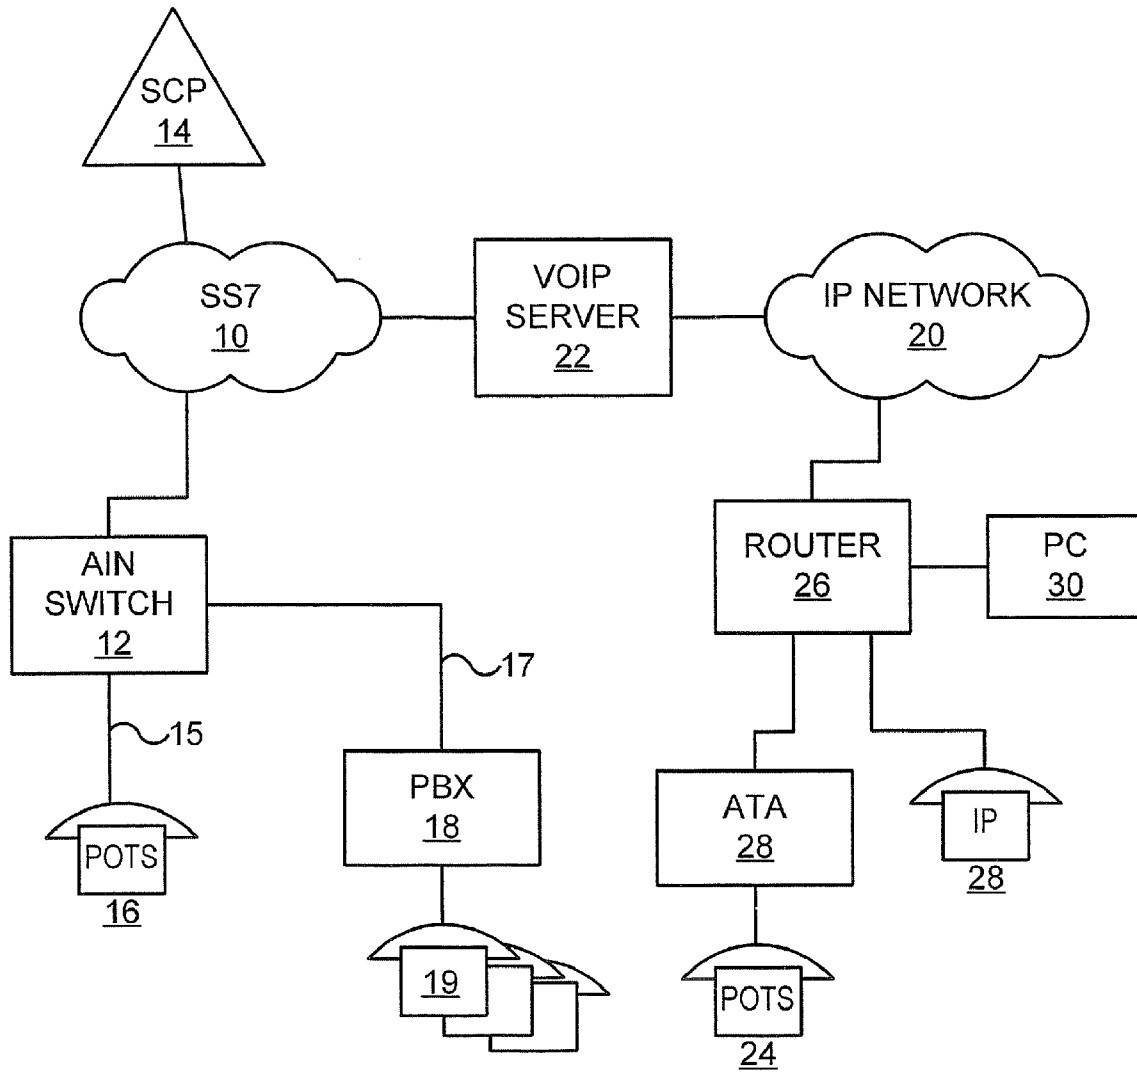 SCP
14
SS7
10
VOIP
SERVER
22
IP NETWORK
20
AIN
SWITCH
12
ROUTER
26
PC
30
17
15
PBX
18
ATA
28
IP
28
POTS
16
19
POTS
24